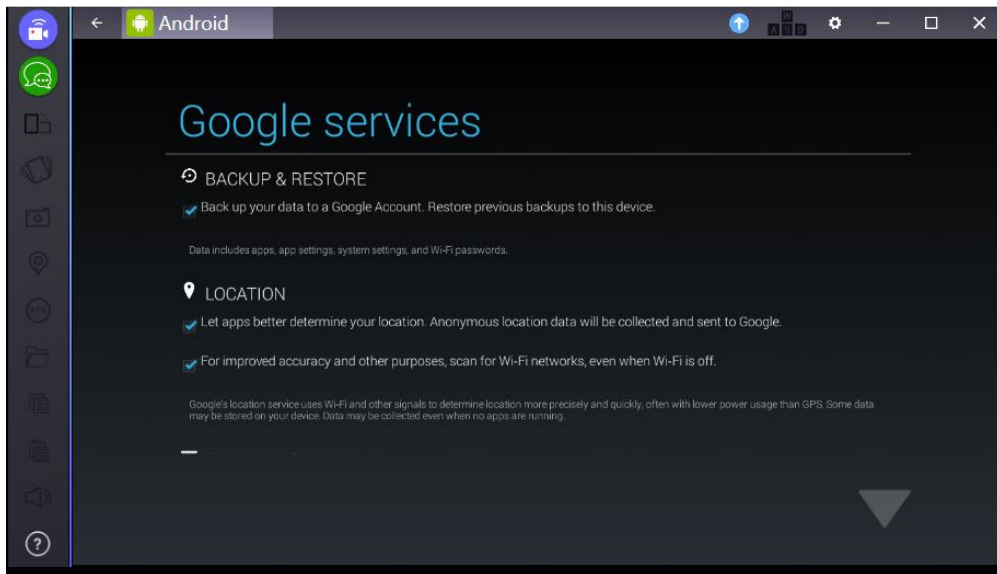 Android
W
A S D
Google services
BACKUP & RESTORE
Back up your data to a Google Account. Restore previous backups to this device.
Data includes apps, app settings, system settings, and Wi-Fi passwords.
LOCATION
Let apps better determine your location. Anonymous location data will be collected and sent to Google.
APK
For improved accuracy and other purposes, scan for Wi-Fi networks, even when Wi-Fi is off.
Google's location service uses Wi-Fi and other signals to determine location more precisely and quickly, often with lower power usage than GPS. Some data
may be stored on your device. Data may be collected even when no apps are running.
?